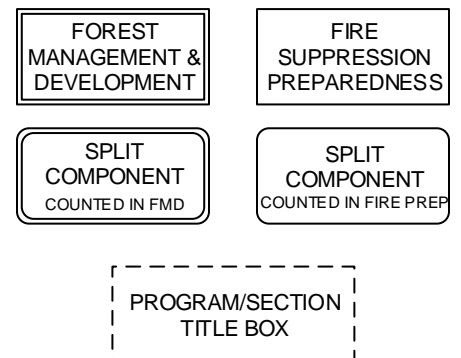 FOREST
MANAGEMENT &
DEVELOPMENT
FIRE
SUPPRESSION
PREPAREDNESS
SPLIT
COMPONENT
COUNTED IN FMD
SPLIT
COMPONENT
COUNTED IN FIRE PREP
PROGRAM/SECTION
TITLE BOX